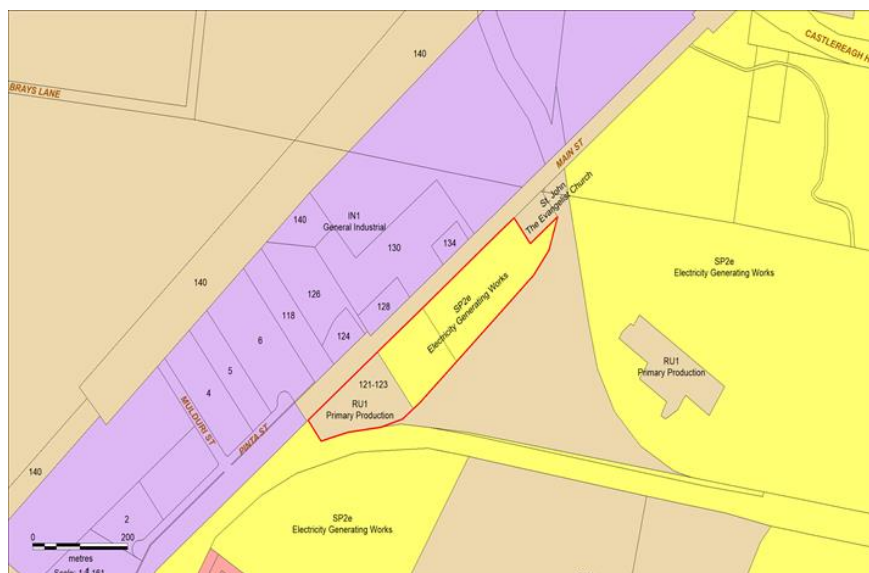 140
140
BRAYS LANE
CASTLEREAGH
MAIN ST
St. John
The Evangelist Church
140
IN1
General Industrial
130
134
SP2e
Electricity Generating Works
140
126
SP2e
Electricity Generating Works
118
128
6
124
5
RU1
Primary Production
4
121-123
RU1
Primary Production
MULDURI ST
PINTA ST
140
2
SP2e
Electricity Generating Works
0
200
metres